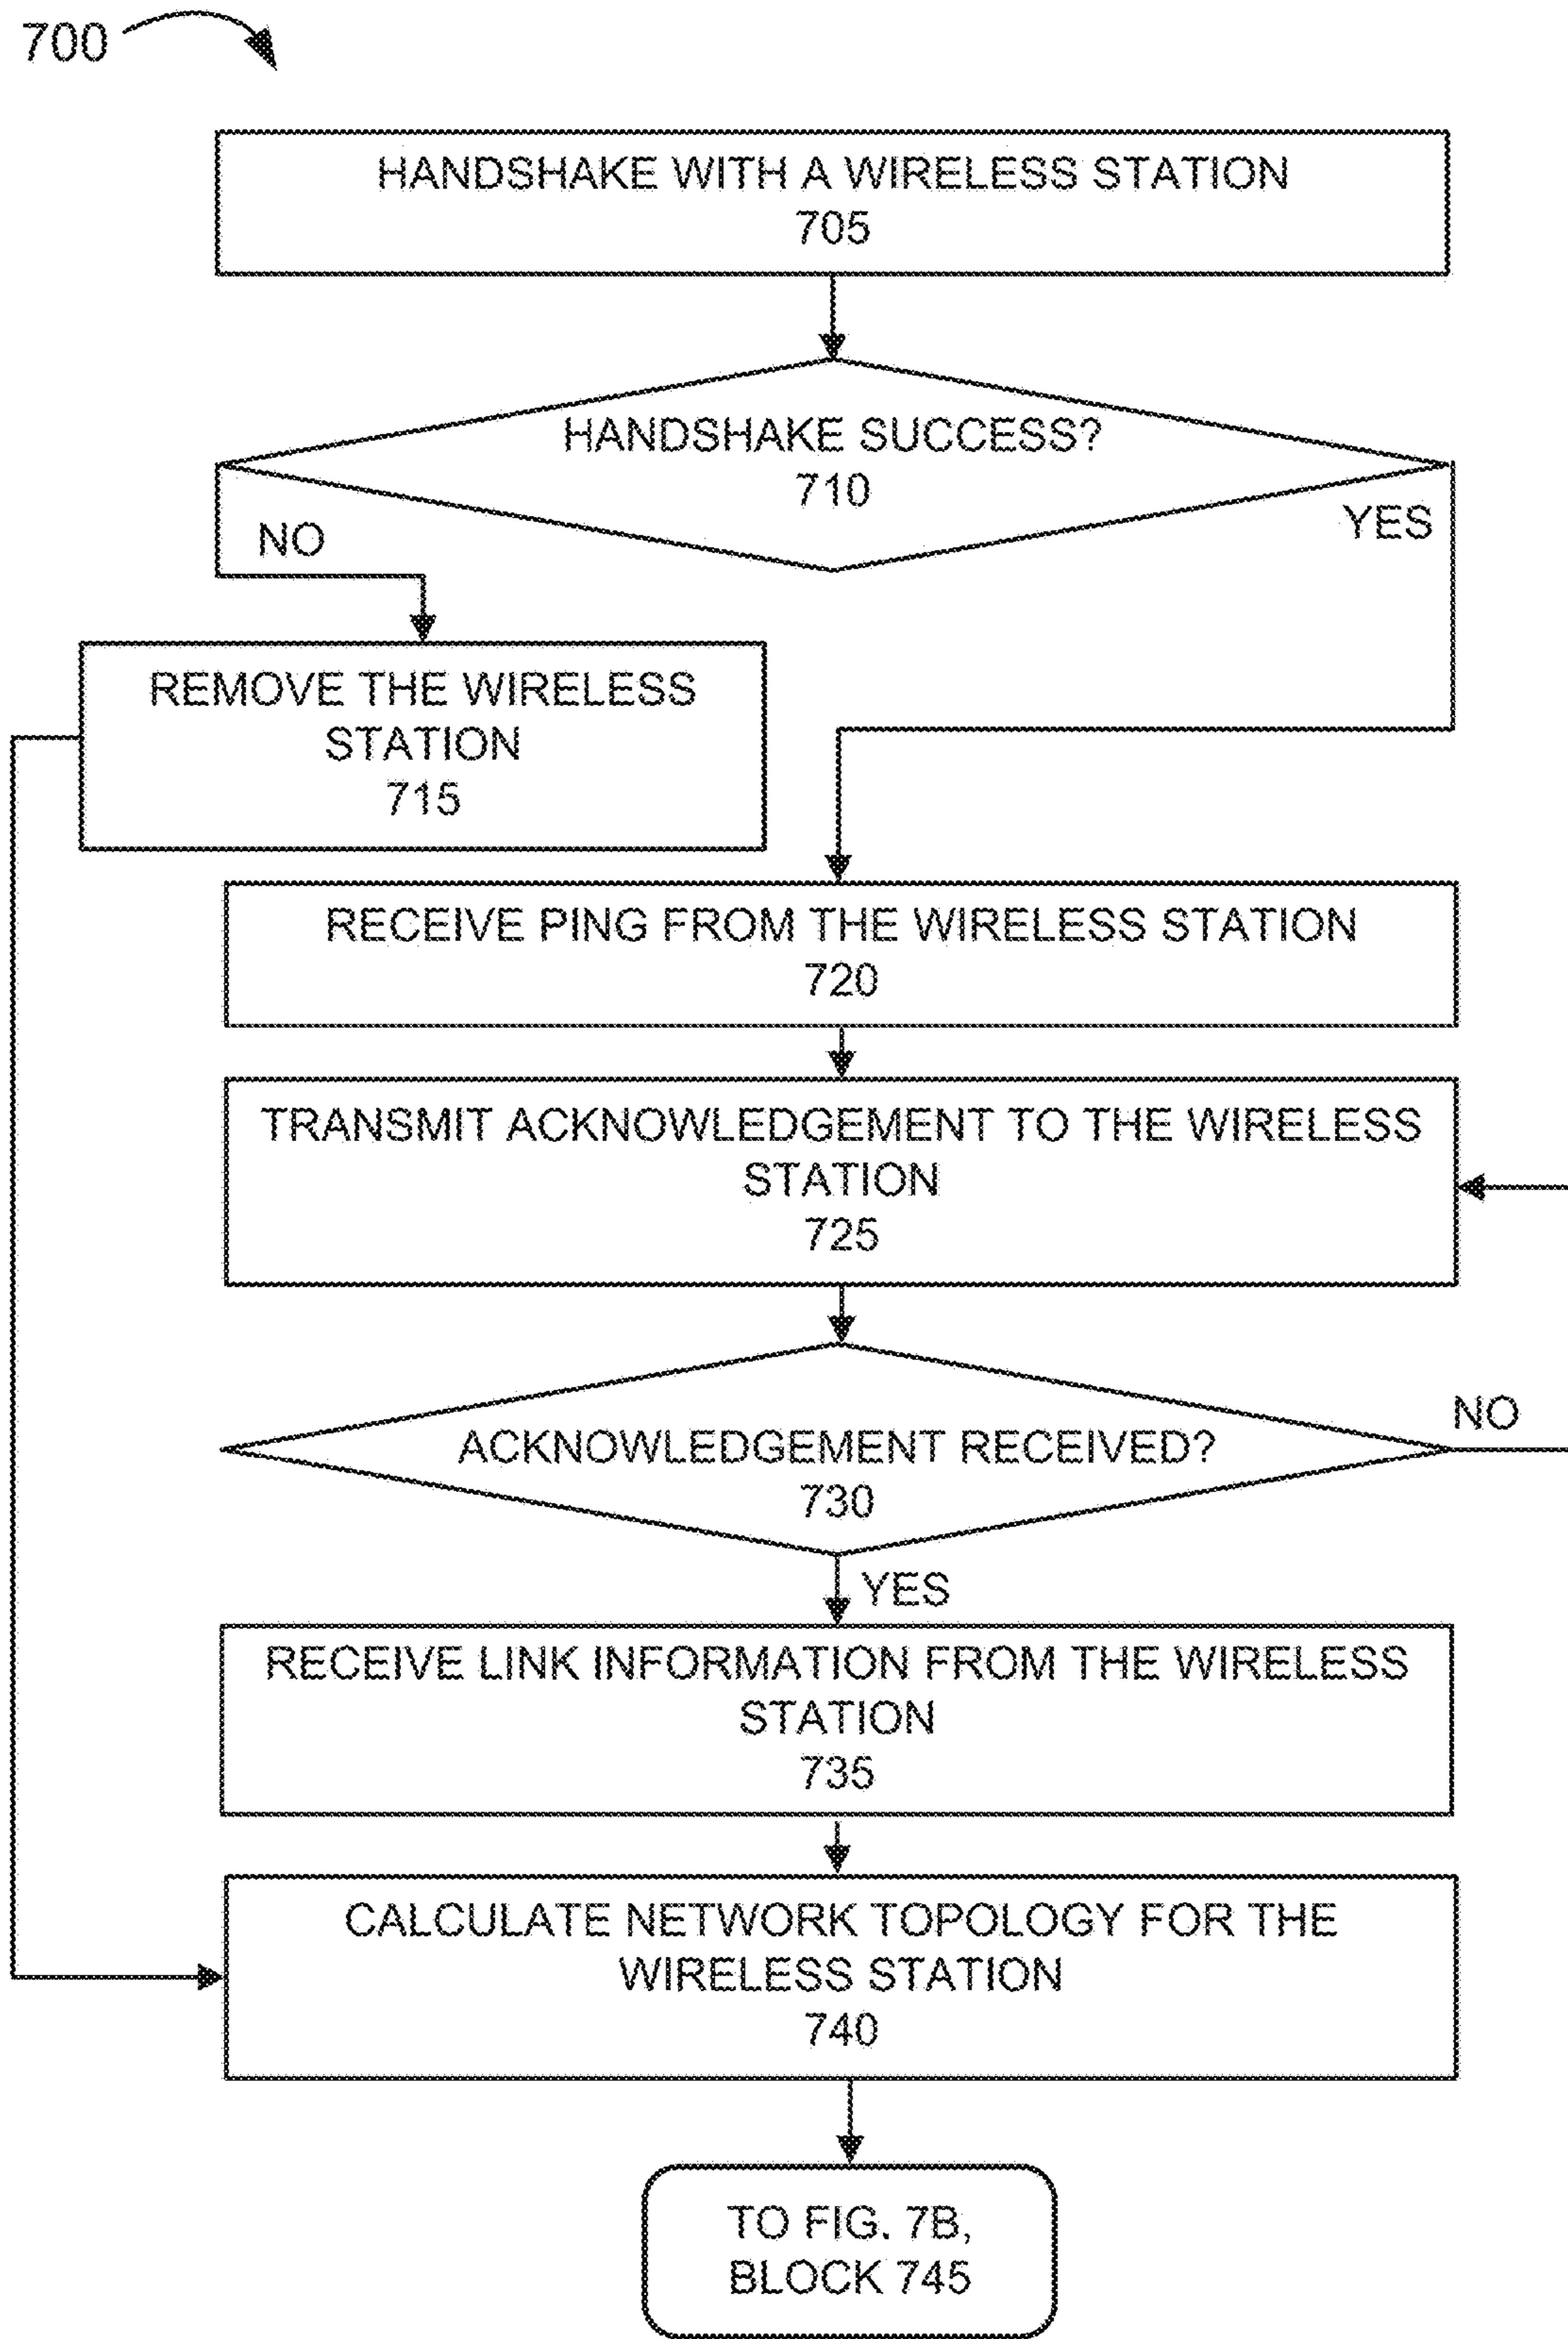 700
HANDSHAKE WITH A WIRELESS STATION
705
HANDSHAKE SUCCESS?
710
NO
YES
REMOVE THE WIRELESS
STATION
715
RECEIVE PING FROM THE WIRELESS STATION
720
TRANSMIT ACKNOWLEDGEMENT TO THE WIRELESS
STATION
725
NO
ACKNOWLEDGEMENT RECEIVED?
730
YES
RECEIVE LINK INFORMATION FROM THE WIRELESS
STATION
735
CALCULATE NETWORK TOPOLOGY FOR THE
WIRELESS STATION
740
TO FIG. 7B,
BLOCK 745